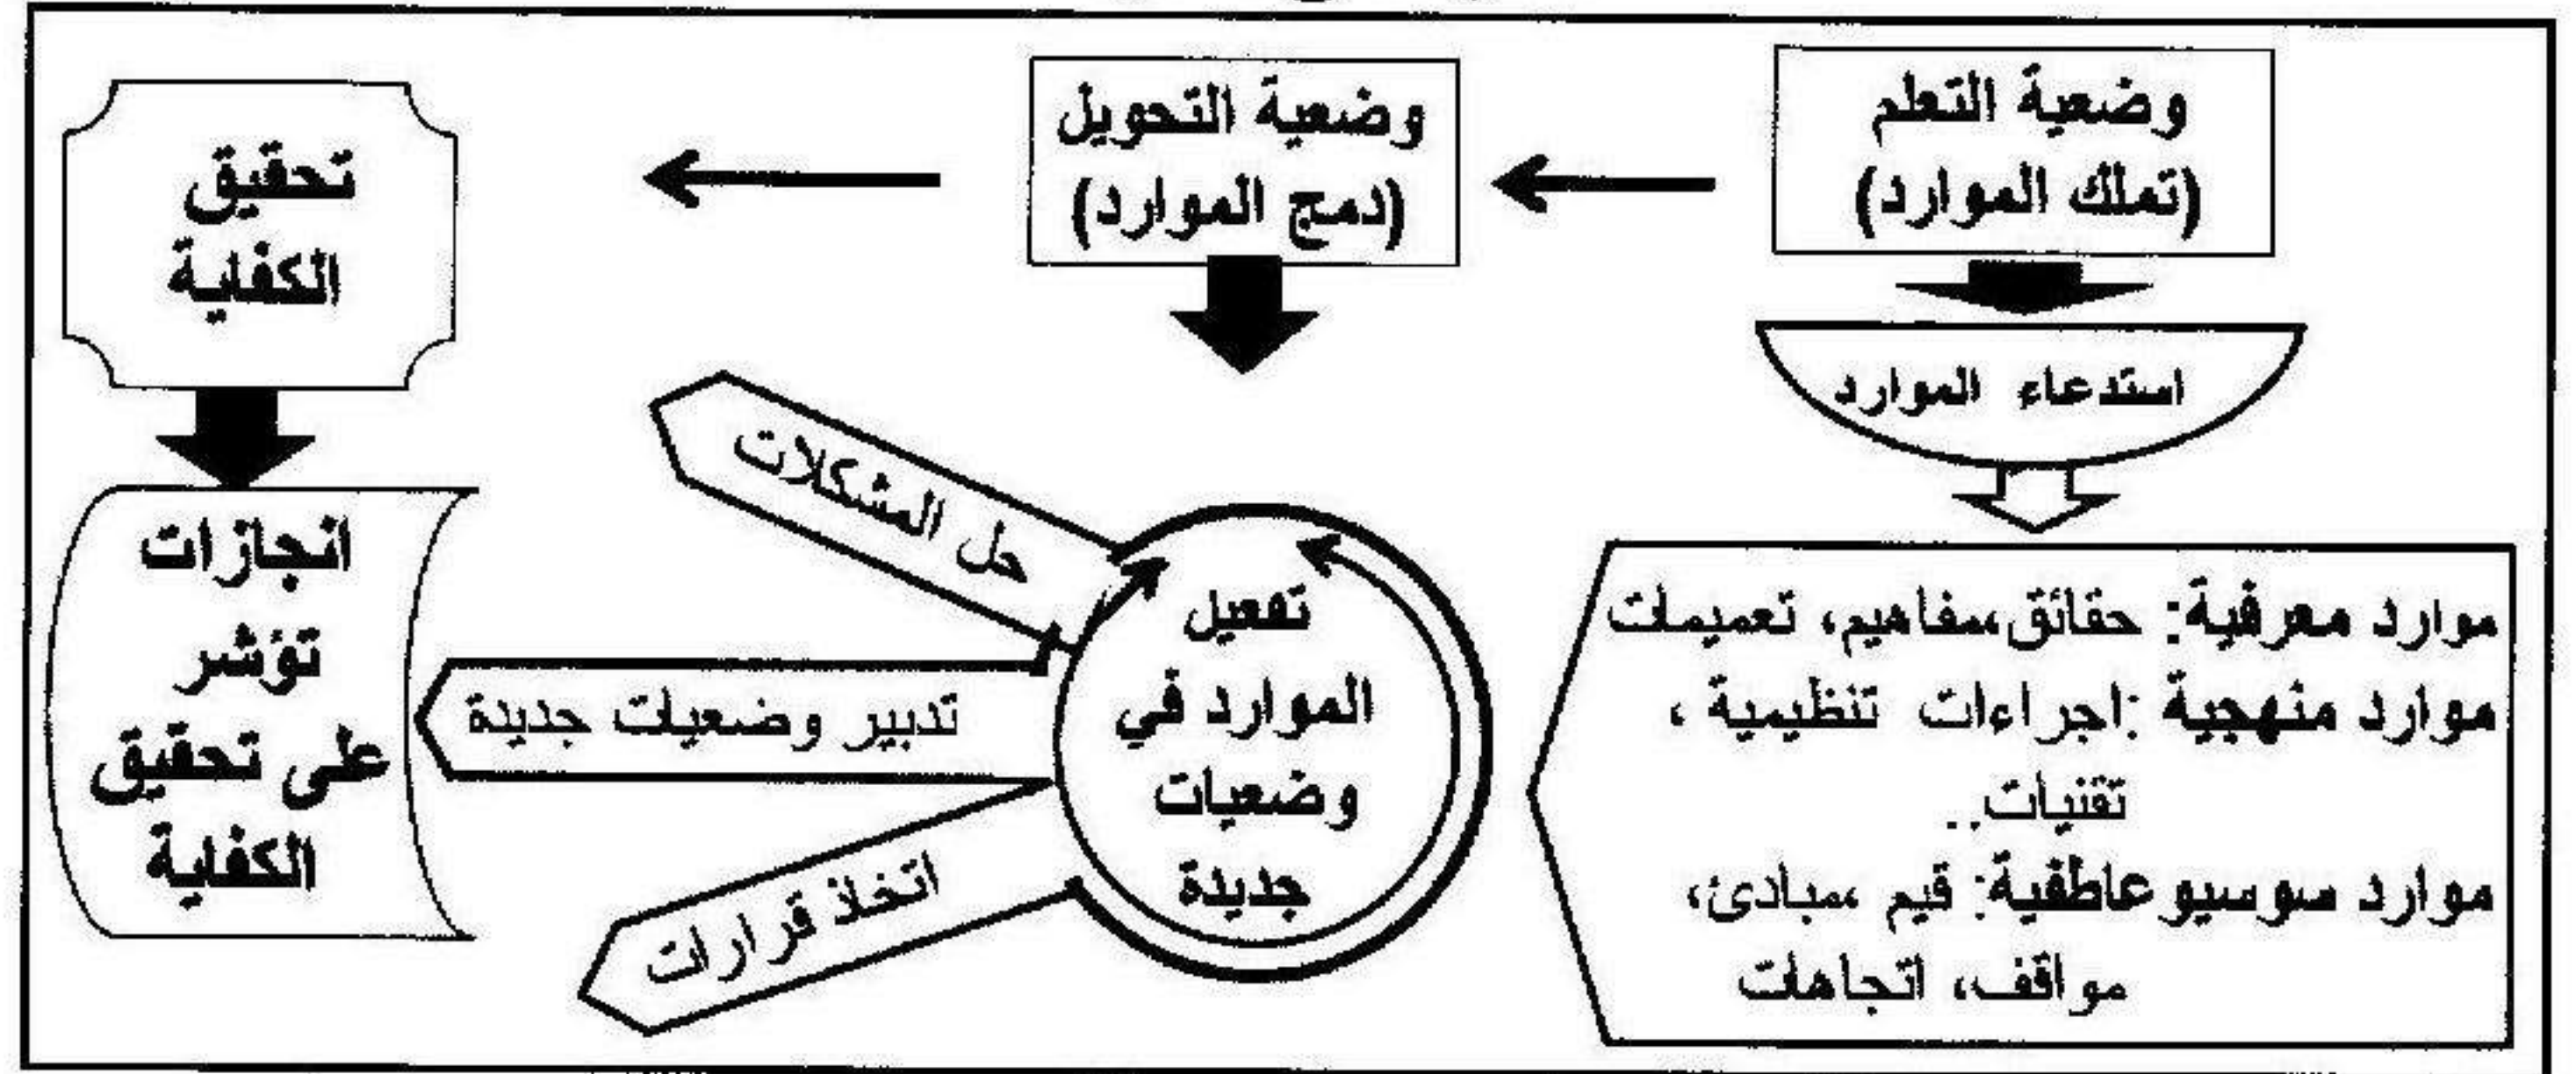 وضعية التعلم
(تملك الموارد)
استدعاء الموارد
موارد معرفية: حقائق،مفاهيم، تعميمات
موارد منهجية :اجراءات تنظيمية ،
تقنيات..
موارد سوسيو عاطفية: قيم ،مبادئ،
مواقف، اتجاهات
وضعية التحويل
(دمج الموارد)
تفعيل
الموارد في
وضعيات
جديدة
حل المشكلات
تدبير وضعيات جديدة
اتخاذ قرارات
تحقيق
الكفاية
انجازات
تؤشر
على تحقيق
الكفاية